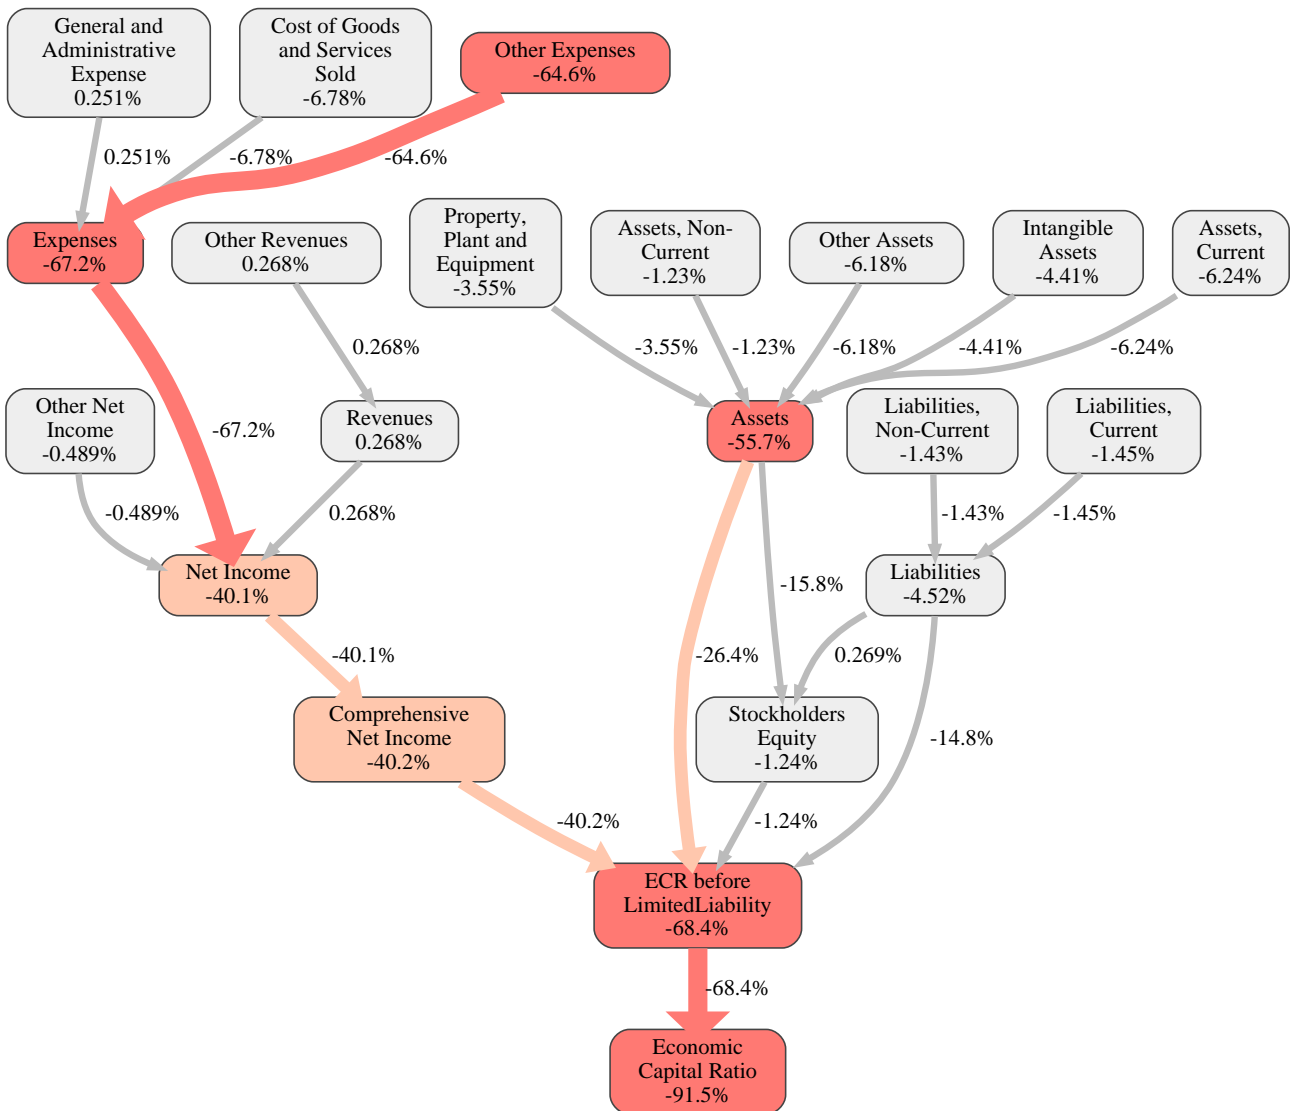 General and
Administrative
Expense
0.251%
Cost of Goods
and Services
Sold
-6.78%
Other Expenses
-64.6%
0.251%
-6.78%
-64.6%
Expenses
-67.2%
Other Revenues
0.268%
Property,
Plant and
Equipment
-3.55%
Assets, Non-
Current
-1.23%
Other Assets
-6.18%
Intangible
Assets
-4.41%
Assets,
Current
-6.24%
0.268%
-3.55%
-1.23%
-6.18%
-4.41%
-6.24%
Other Net
Income
-0.489%
-67.2%
Revenues
0.268%
Assets
-55.7%
Liabilities,
Non-Current
-1.43%
Liabilities,
Current
-1.45%
-0.489%
0.268%
-1.43%
-1.45%
Net Income
-40.1%
-15.8%
Liabilities
-4.52%
-40.1%
-26.4%
0.269%
Comprehensive
Net Income
-40.2%
Stockholders
Equity
-1.24%
-14.8%
-40.2%
-1.24%
ECR before
LimitedLiability
-68.4%
-68.4%
Economic
Capital Ratio
-91.5%